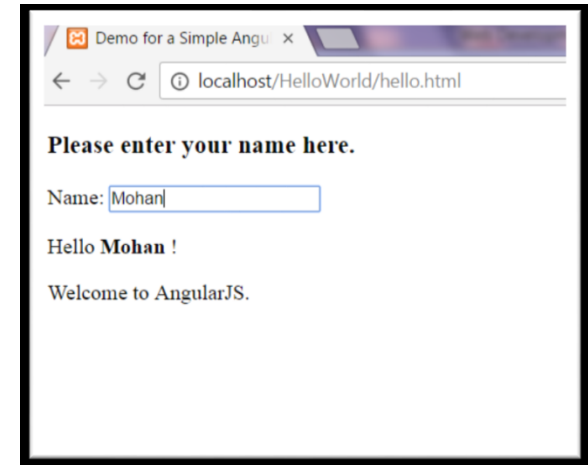 Demo for a Simple Angu
localhost/HelloWorld/hello.html
Please enter your name here.
Name: Mohan
Hello Mohan !
Welcome to AngularJS.